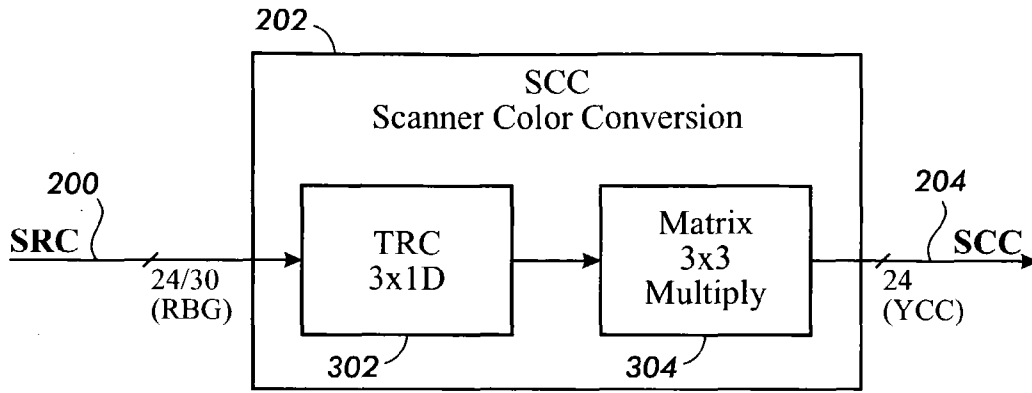 202
SCC
Scanner Color Conversion
200
SRC
24/30
(RBG)
TRC
3x1D
302
Matrix
3x3
Multiply
304
204
SCC
24
(YCC)